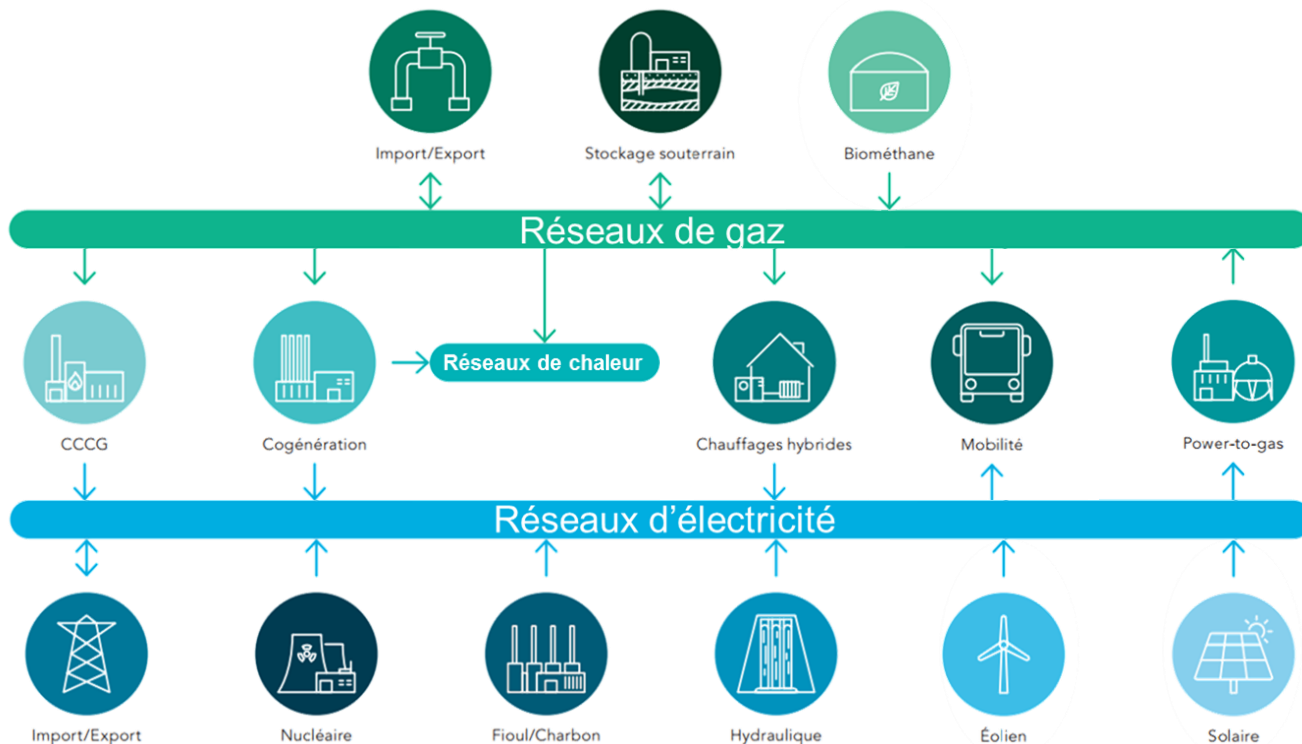 Import/Export
Stockage souterrain
Biométhane
Réseaux de gaz
Réseaux de chaleur
CCCG
Cogénération
Chauffages hybrides
Mobilité
Power-to-gas
Réseaux d'électricité
Import/Export
Nucléaire
Fioul/Charbon
Hydraulique
Éolien
Solaire